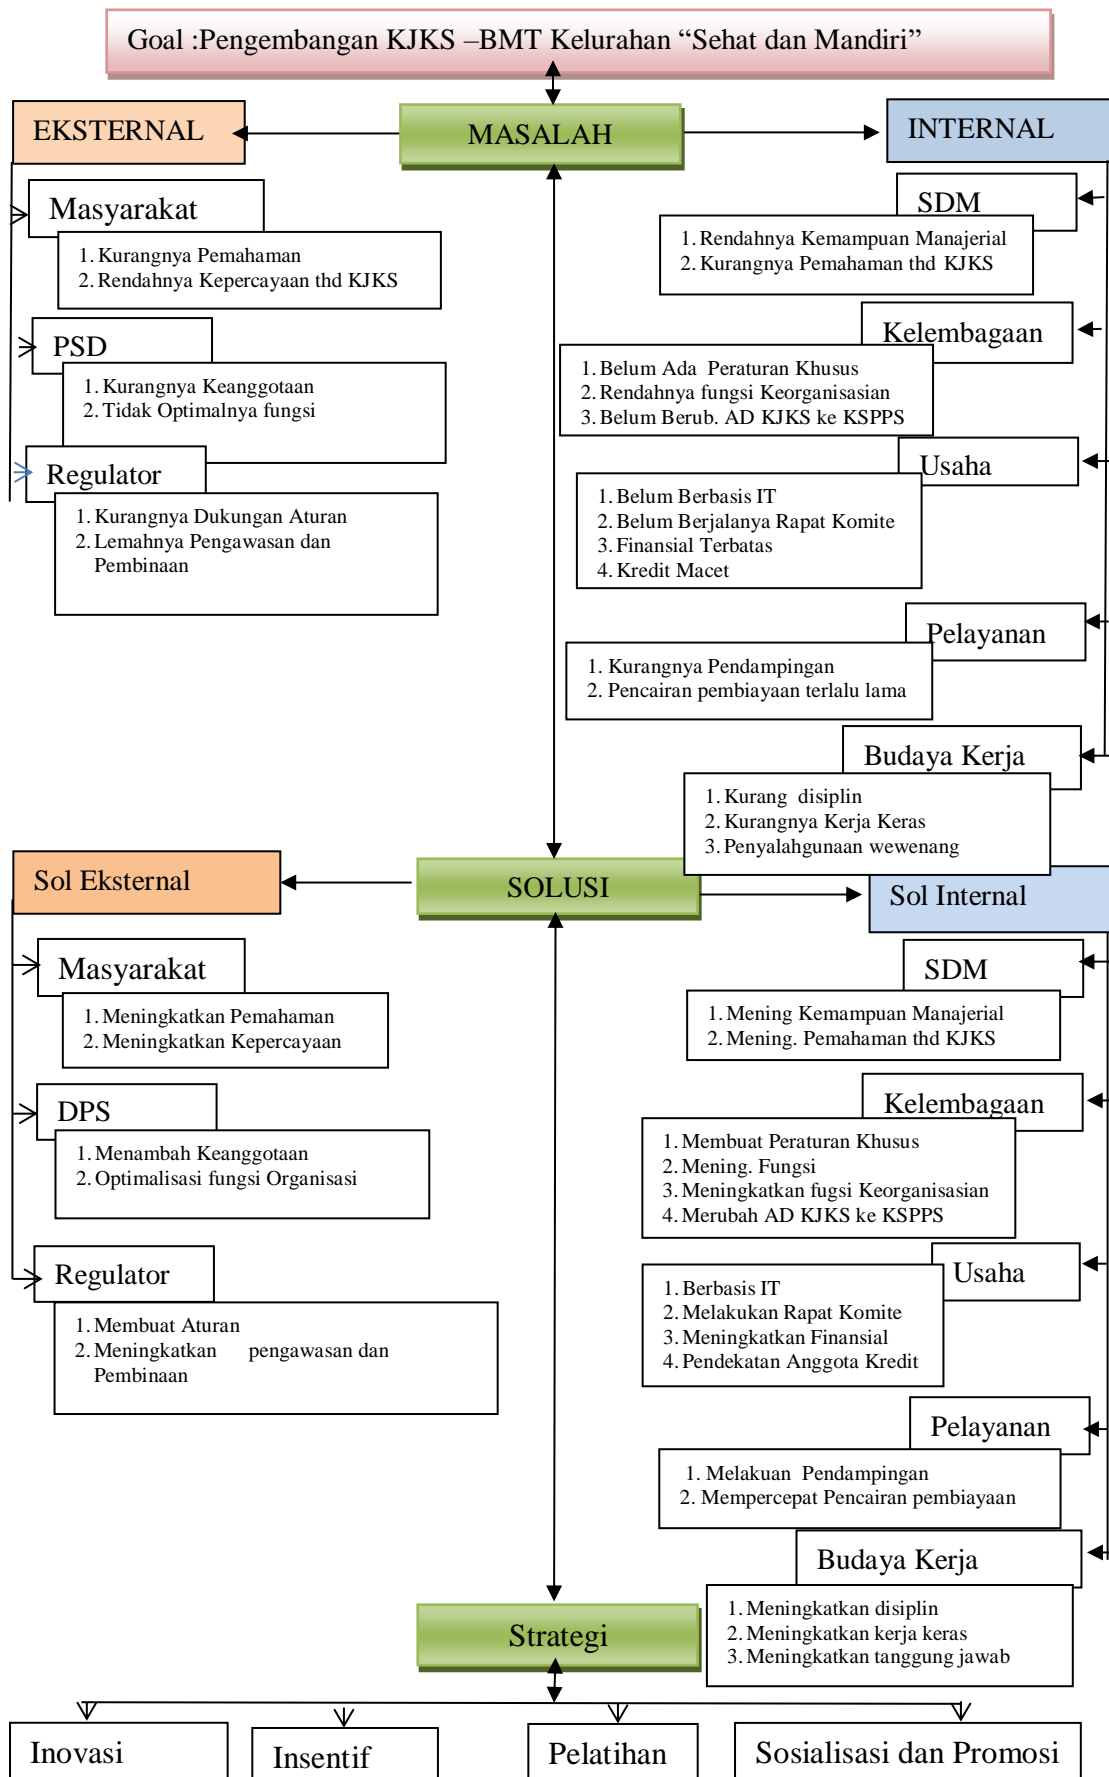 Goal :Pengembangan KJKS –BMT Kelurahan “Sehat dan Mandiri”
EKSTERNAL
MASALAH
INTERNAL
Masyarakat
1. Kurangnya Pemahaman
2. Rendahnya Kepercayaan thd KJKS
PSD
1. Kurangnya Keanggotaan
2. Tidak Optimalnya fungsi
Regulator
1. Kurangnya Dukungan Aturan
2. Lemahnya Pengawasan dan
Pembinaan
SDM
1. Rendahnya Kemampuan Manajerial
2. Kurangnya Pemahaman thd KJKS
Kelembagaan
1. Belum Ada Peraturan Khusus
2. Rendahnya fungsi Keorganisasian
3. Belum Berub. AD KJKS ke KSPPS
Usaha
1. Belum Berbasis IT
2. Belum Berjalanya Rapat Komite
3. Finansial Terbatas
4. Kredit Macet
Pelayanan
1. Kurangnya Pendampingan
2. Pencairan pembiayaan terlalu lama
Budaya Kerja
1. Kurang disiplin
2. Kurangnya Kerja Keras
3. Penyalahgunaan wewenang
Sol Eksternal
SOLUSI
Sol Internal
Masyarakat
1. Meningkatkan Pemahaman
2. Meningkatkan Kepercayaan
DPS
1. Menambah Keanggotaan
2. Optimalisasi fungsi Organisasi
Regulator
1. Membuat Aturan
2. Meningkatkan pengawasan dan
Pembinaan
SDM
1. Mening Kemampuan Manajerial
2. Mening. Pemahaman thd KJKS
Kelembagaan
1. Membuat Peraturan Khusus
2. Mening. Fungsi
3. Meningkatkan fugsi Keorganisasian
4. Merubah AD KJKS ke KSPPS
Usaha
1. Berbasis IT
2. Melakukan Rapat Komite
3. Meningkatkan Finansial
4. Pendekatan Anggota Kredit
Pelayanan
1. Melakuan Pendampingan
2. Mempercepat Pencairan pembiayaan
Budaya Kerja
1. Meningkatkan disiplin
2. Meningkatkan kerja keras
3. Meningkatkan tanggung jawab
Strategi
Inovasi
Insentif
Pelatihan
Sosialisasi dan Promosi